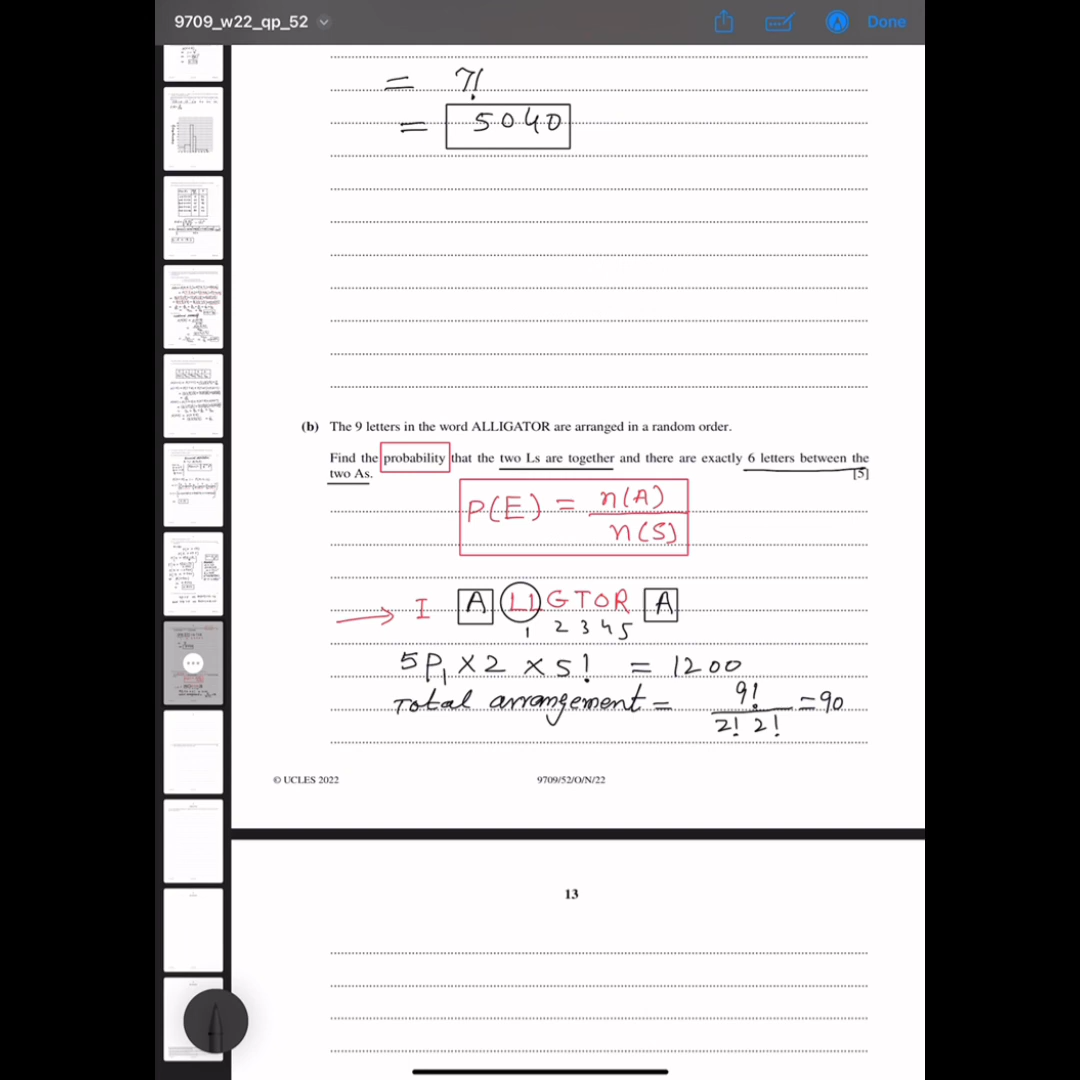 9709_w22_qp_52
Done
= 7!
= 5040
(b) The 9 letters in the word ALLIGATOR are arranged in a random order.
Find the probability that the two Ls are together and there are exactly 6 letters between the
two As.
[5]
P(E) = n(A)
n(S)
→ I A LL G T O R A
1 2 3 4 5
5P₁ × 2 × 5! = 1200
Total arrangement = 9! = 90
2! 2!
© UCLES 2022
9709/52/O/N/22
13